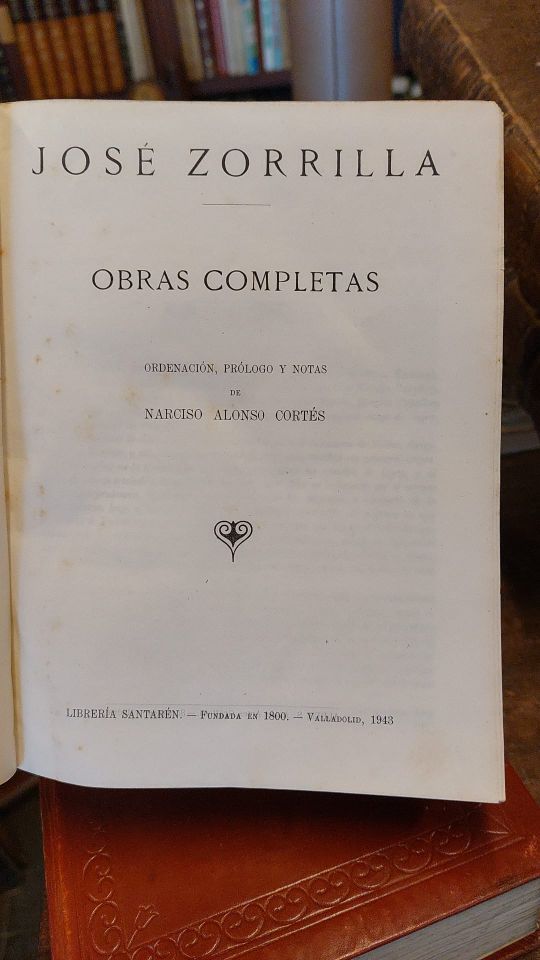 JOSÉ ZORRILLA
OBRAS COMPLETAS
ORDENACIÓN, PRÓLOGO Y NOTAS
DE
NARCISO ALONSO CORTÉS
LIBRERÍA SANTARÉN. — FUNDADA EN 1800. — VALLADOLID, 1943